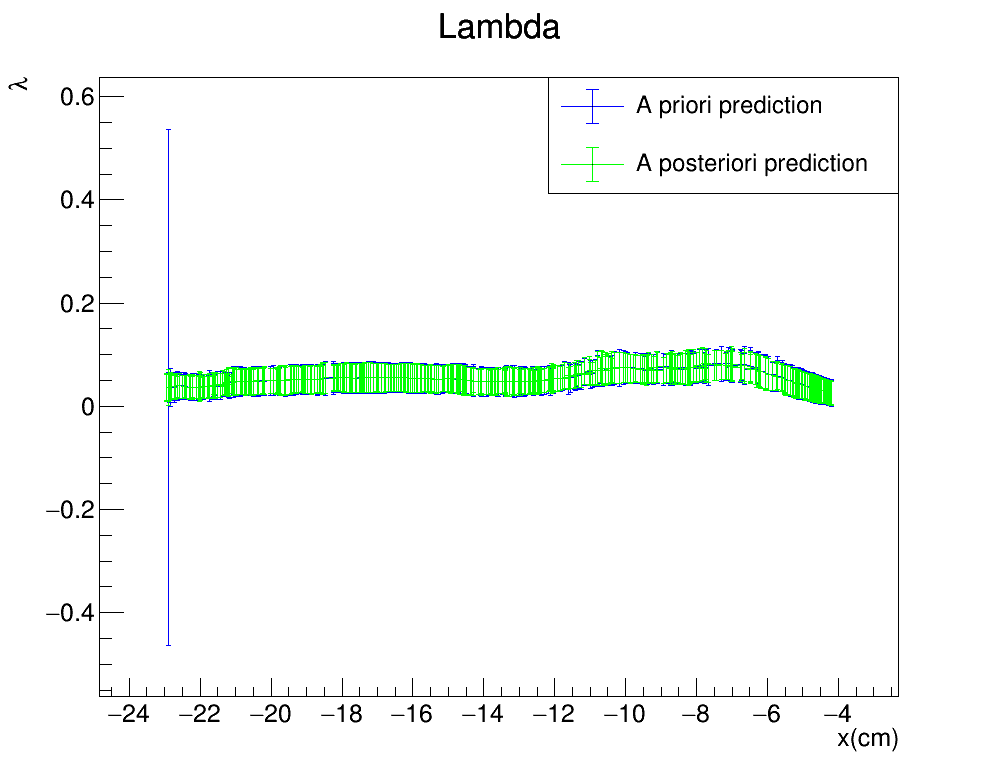 Lambda
λ
A priori prediction
A posteriori prediction
0.6
0.4
0.2
0
−0.2
−0.4
−24 −22 −20 −18 −16 −14 −12 −10 −8 −6 −4
x(cm)